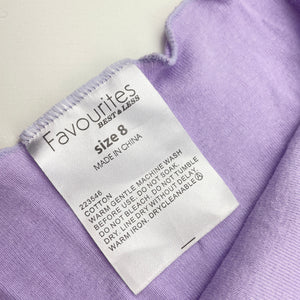 Favourites
BEST & LESS
size 8
MADE IN CHINA
223546
COTTON
WARM GENTLE MACHINE WASH
BEFORE USE. DO NOT SOAK.
DO NOT BLEACH. DO NOT TUMBLE
DRY. LINE DRY WITHOUT DELAY.
WARM IRON. DRYCLEANABLE Ⓐ